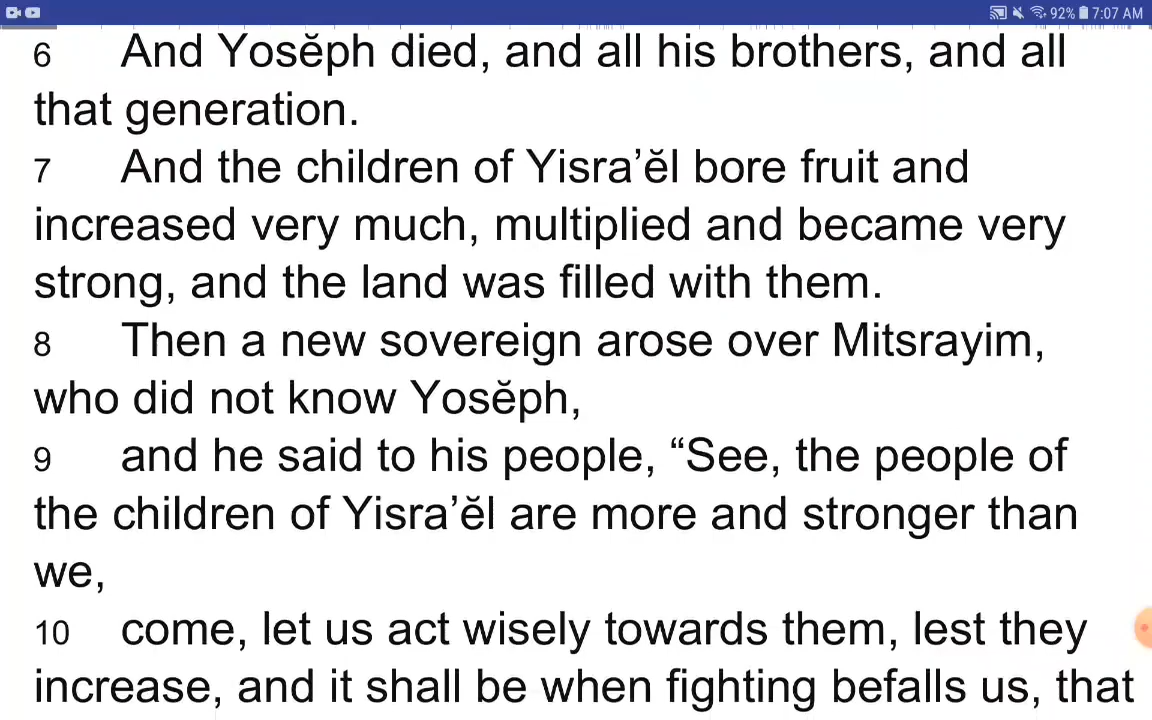 92% 7:07 AM
6 And Yosĕph died, and all his brothers, and all
that generation.
7 And the children of Yisra’ĕl bore fruit and
increased very much, multiplied and became very
strong, and the land was filled with them.
8 Then a new sovereign arose over Mitsrayim,
who did not know Yosĕph,
9 and he said to his people, “See, the people of
the children of Yisra’ĕl are more and stronger than
we,
10 come, let us act wisely towards them, lest they
increase, and it shall be when fighting befalls us, that